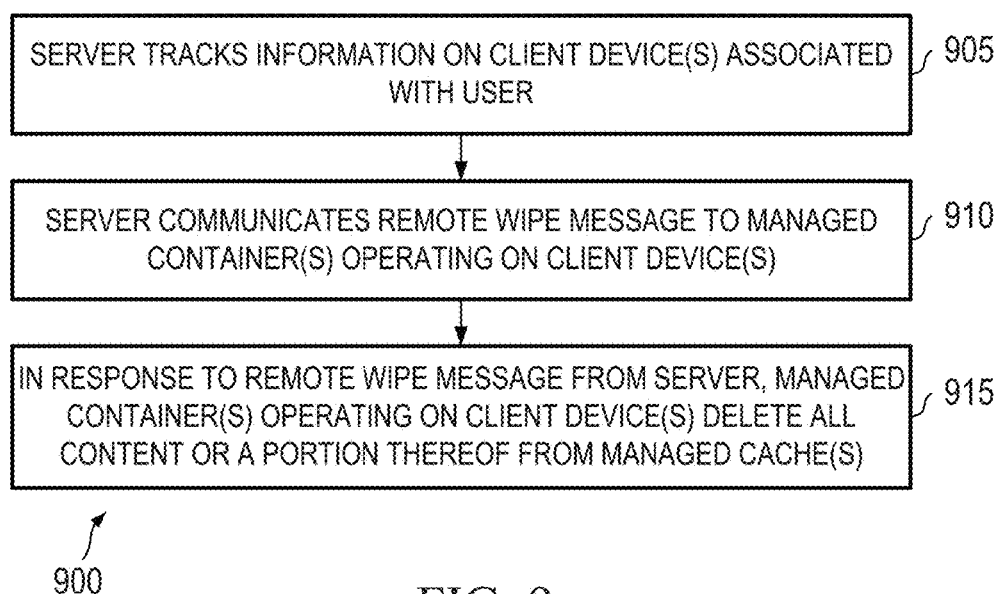 SERVER TRACKS INFORMATION ON CLIENT DEVICE(S) ASSOCIATED
WITH USER
905
SERVER COMMUNICATES REMOTE WIPE MESSAGE TO MANAGED
CONTAINER(S) OPERATING ON CLIENT DEVICE(S)
910
IN RESPONSE TO REMOTE WIPE MESSAGE FROM SERVER, MANAGED
CONTAINER(S) OPERATING ON CLIENT DEVICE(S) DELETE ALL
CONTENT OR A PORTION THEREOF FROM MANAGED CACHE(S)
915
900
FIG.